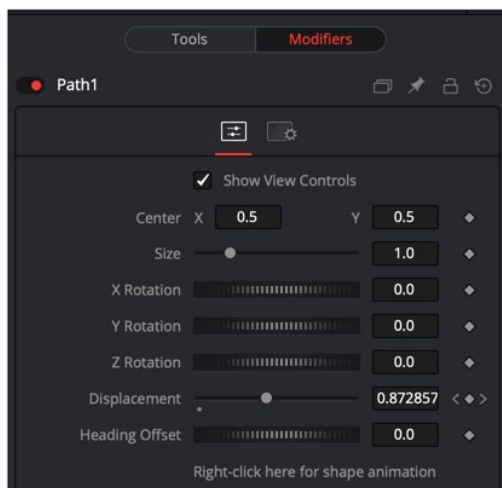 Tools Modifiers
Path1
Show View Controls
Center X 0.5 Y 0.5
Size 1.0
X Rotation 0.0
Y Rotation 0.0
Z Rotation 0.0
Displacement 0.872857
Heading Offset 0.0
Right-click here for shape animation